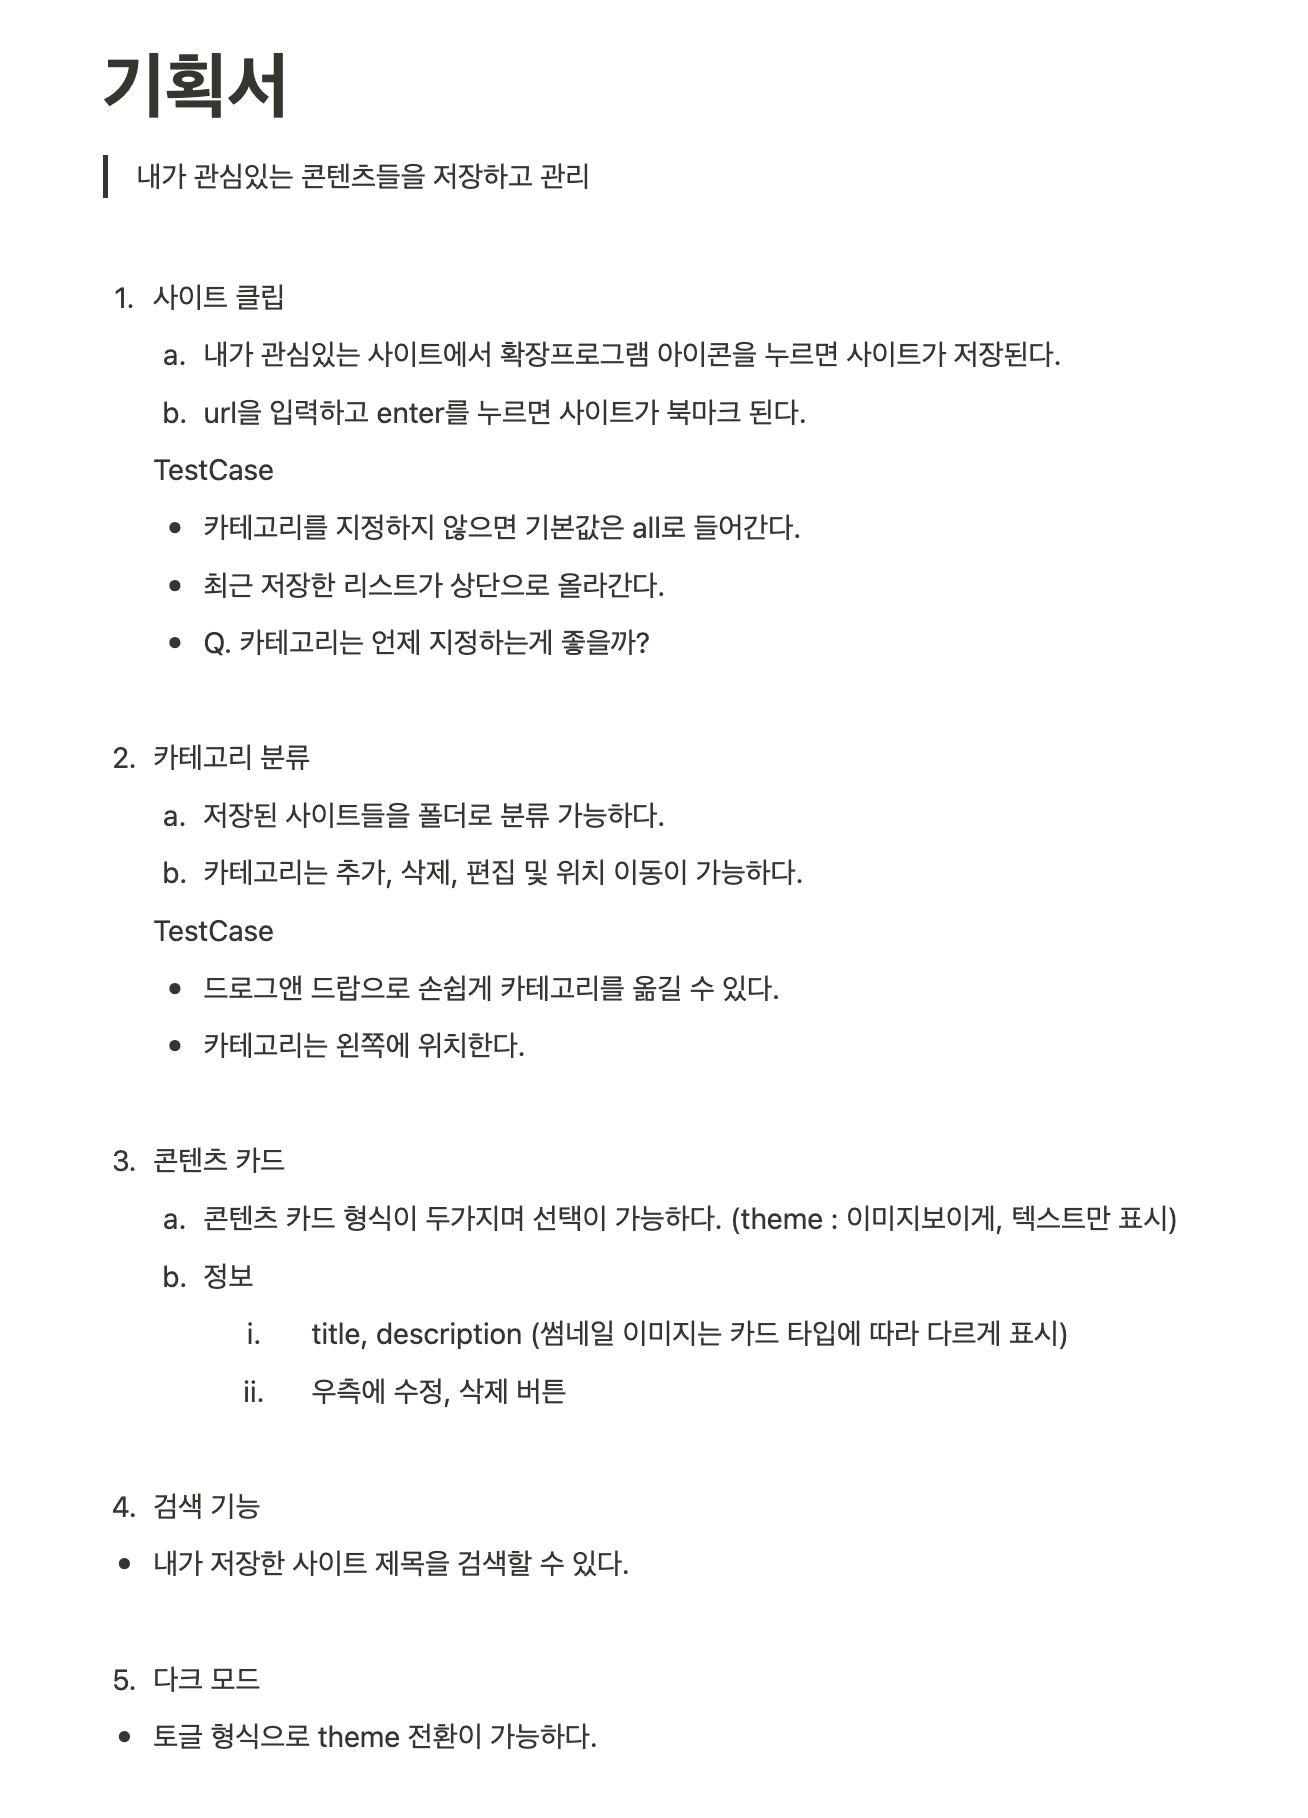 기획서
내가 관심있는 콘텐츠들을 저장하고 관리
1. 사이트 클립
a. 내가 관심있는 사이트에서 확장프로그램 아이콘을 누르면 사이트가 저장된다.
b. url을 입력하고 enter를 누르면 사이트가 북마크 된다.
TestCase
• 카테고리를 지정하지 않으면 기본값은 all로 들어간다.
• 최근 저장한 리스트가 상단으로 올라간다.
• Q. 카테고리는 언제 지정하는게 좋을까?
2. 카테고리 분류
a. 저장된 사이트들을 폴더로 분류 가능하다.
b. 카테고리는 추가, 삭제, 편집 및 위치 이동이 가능하다.
TestCase
• 드로그앤 드랍으로 손쉽게 카테고리를 옮길 수 있다.
• 카테고리는 왼쪽에 위치한다.
3. 콘텐츠 카드
a. 콘텐츠 카드 형식이 두가지며 선택이 가능하다. (theme : 이미지보이게, 텍스트만 표시)
b. 정보
i. title, description (썸네일 이미지는 카드 타입에 따라 다르게 표시)
ii. 우측에 수정, 삭제 버튼
4. 검색 기능
• 내가 저장한 사이트 제목을 검색할 수 있다.
5. 다크 모드
• 토글 형식으로 theme 전환이 가능하다.